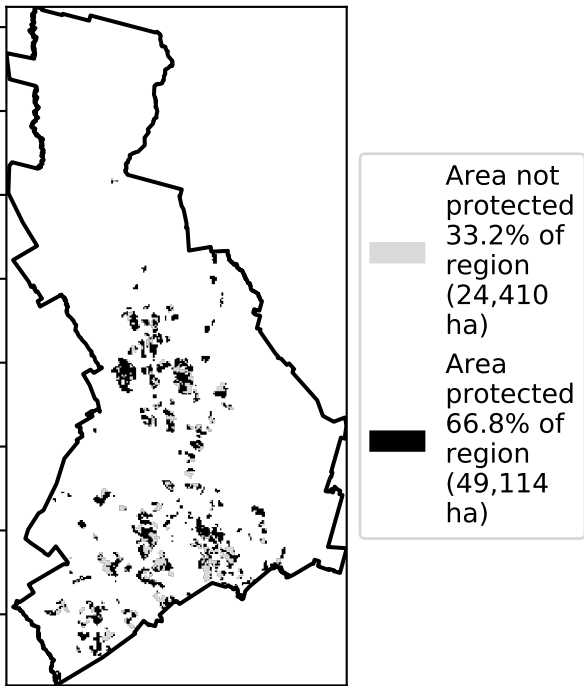 Area not
protected
33.2% of
region
(24,410
ha)
Area
protected
66.8% of
region
(49,114
ha)